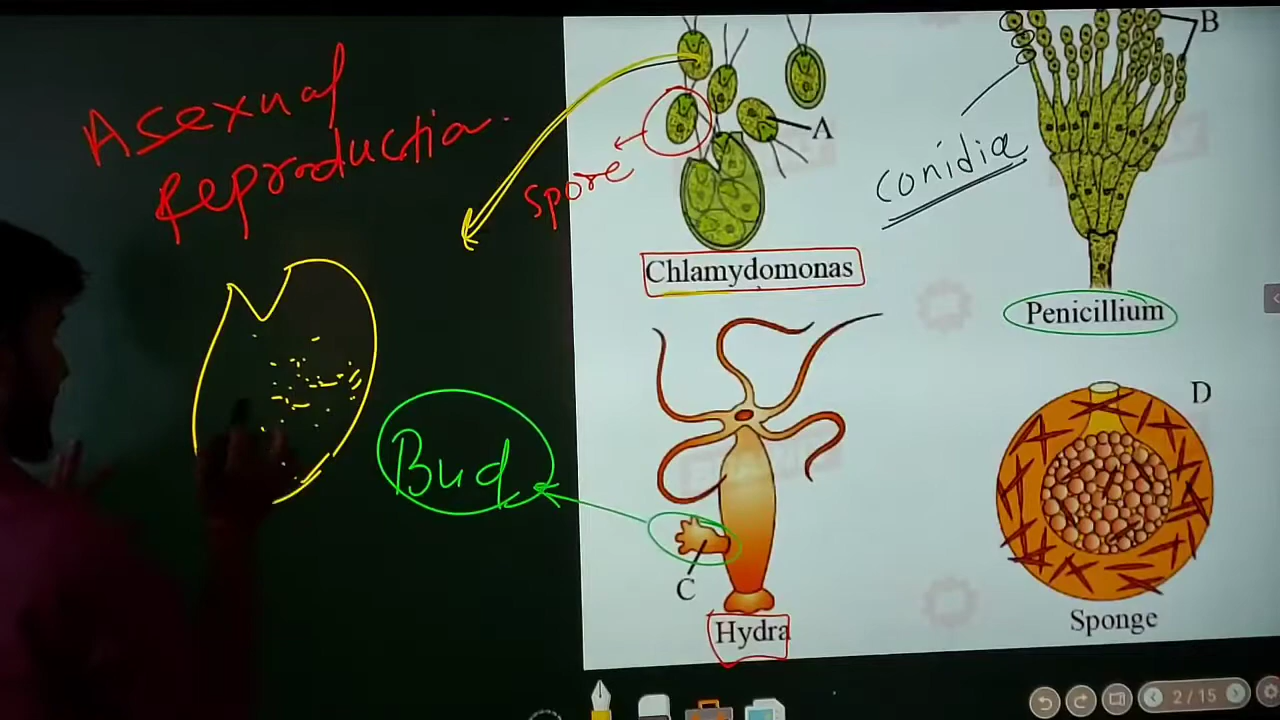 Asexual
Reproduction.
Spore
A
B
conidia
Chlamydomonas
Penicillium
Bud
C
D
Hydra
Sponge
2/15